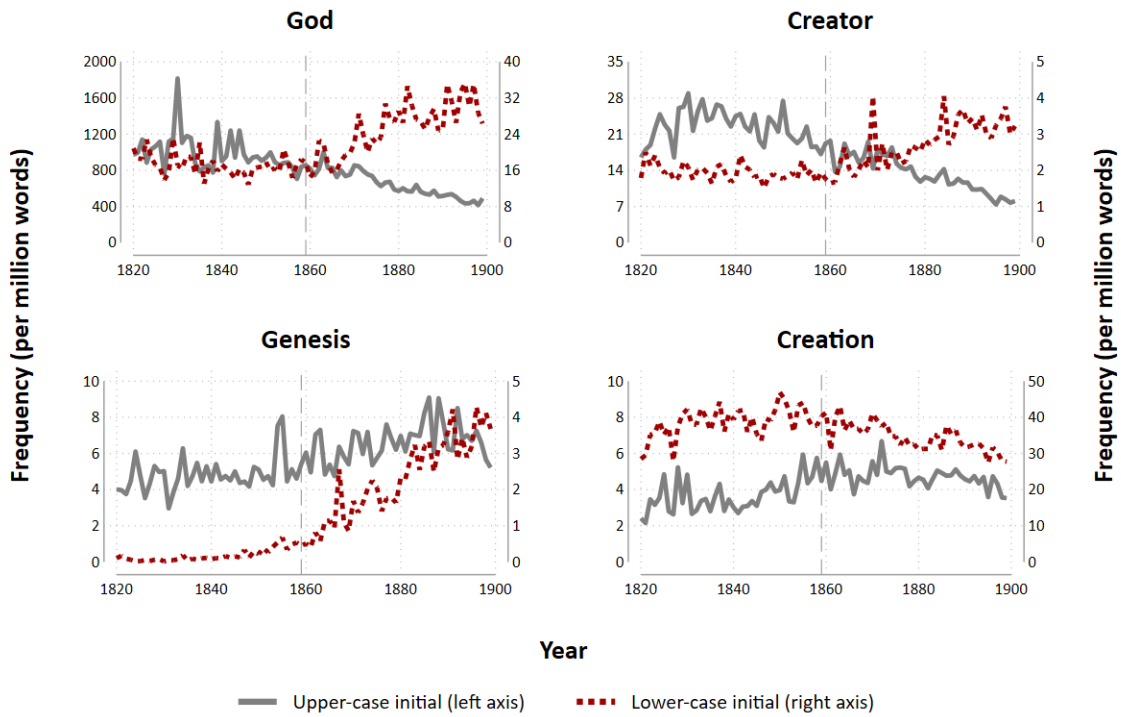 God
Creator
2000 40 35 5
1600 32 28 4
1200 24 21 3
800 16 14 2
400 8 7 1
0 0 0 0
1820 1840 1860 1880 1900 1820 1840 1860 1880 1900
Genesis
Creation
10 5 10 50
8 4 8 40
6 3 6 30
4 2 4 20
2 1 2 10
0 0 0 0
1820 1840 1860 1880 1900 1820 1840 1860 1880 1900
Frequency (per million words)
Frequency (per million words)
Year
Upper-case initial (left axis) Lower-case initial (right axis)